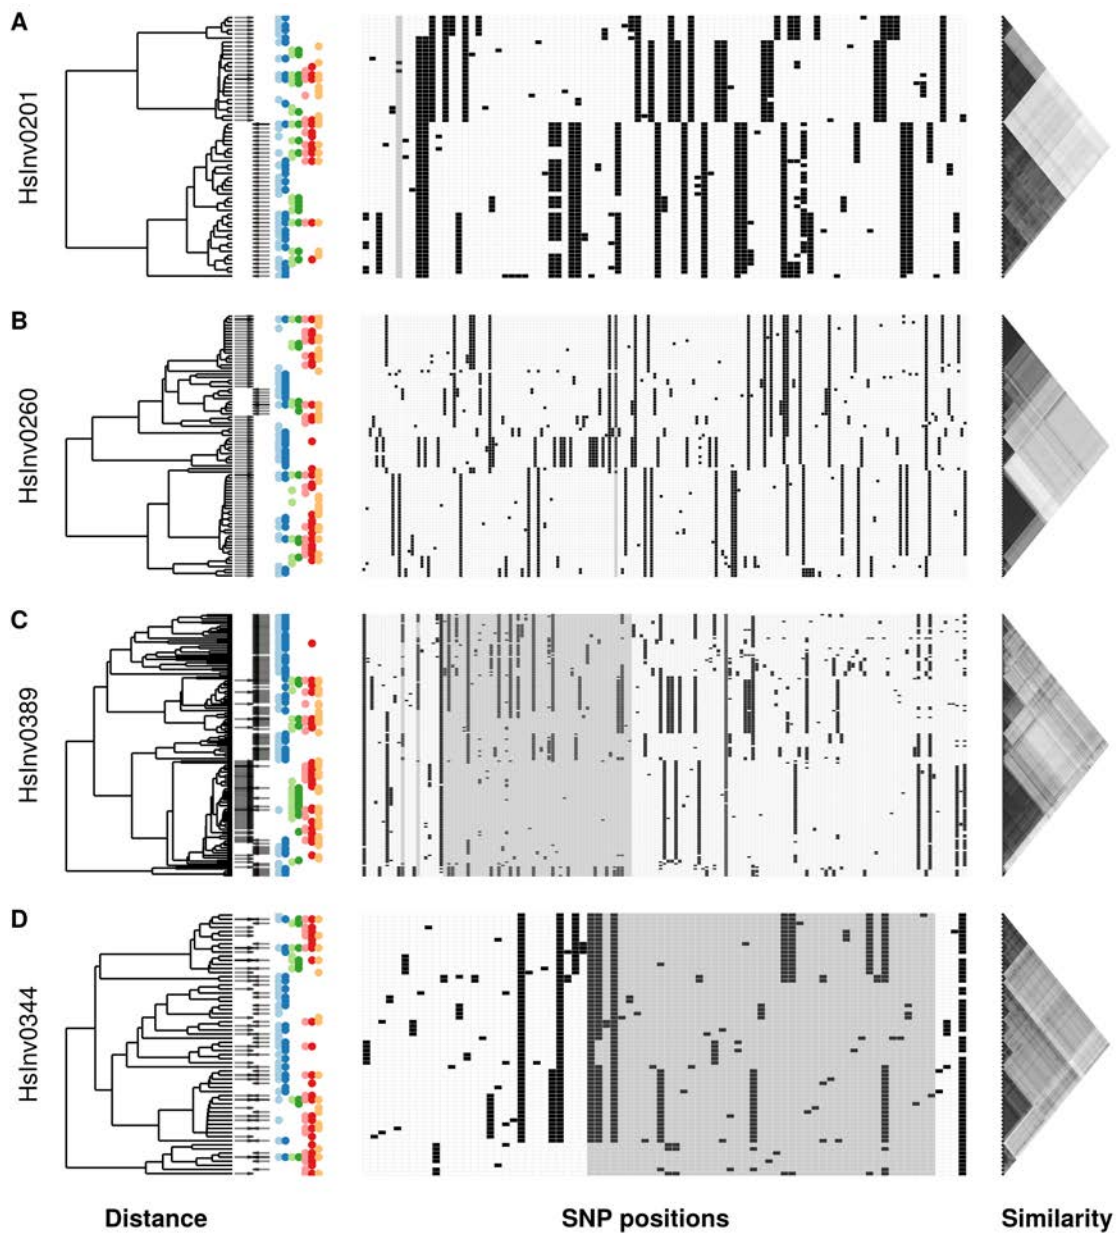 A
HsInv0201
B
HsInv0260
C
HsInv0389
D
HsInv0344
Distance
SNP positions
Similarity